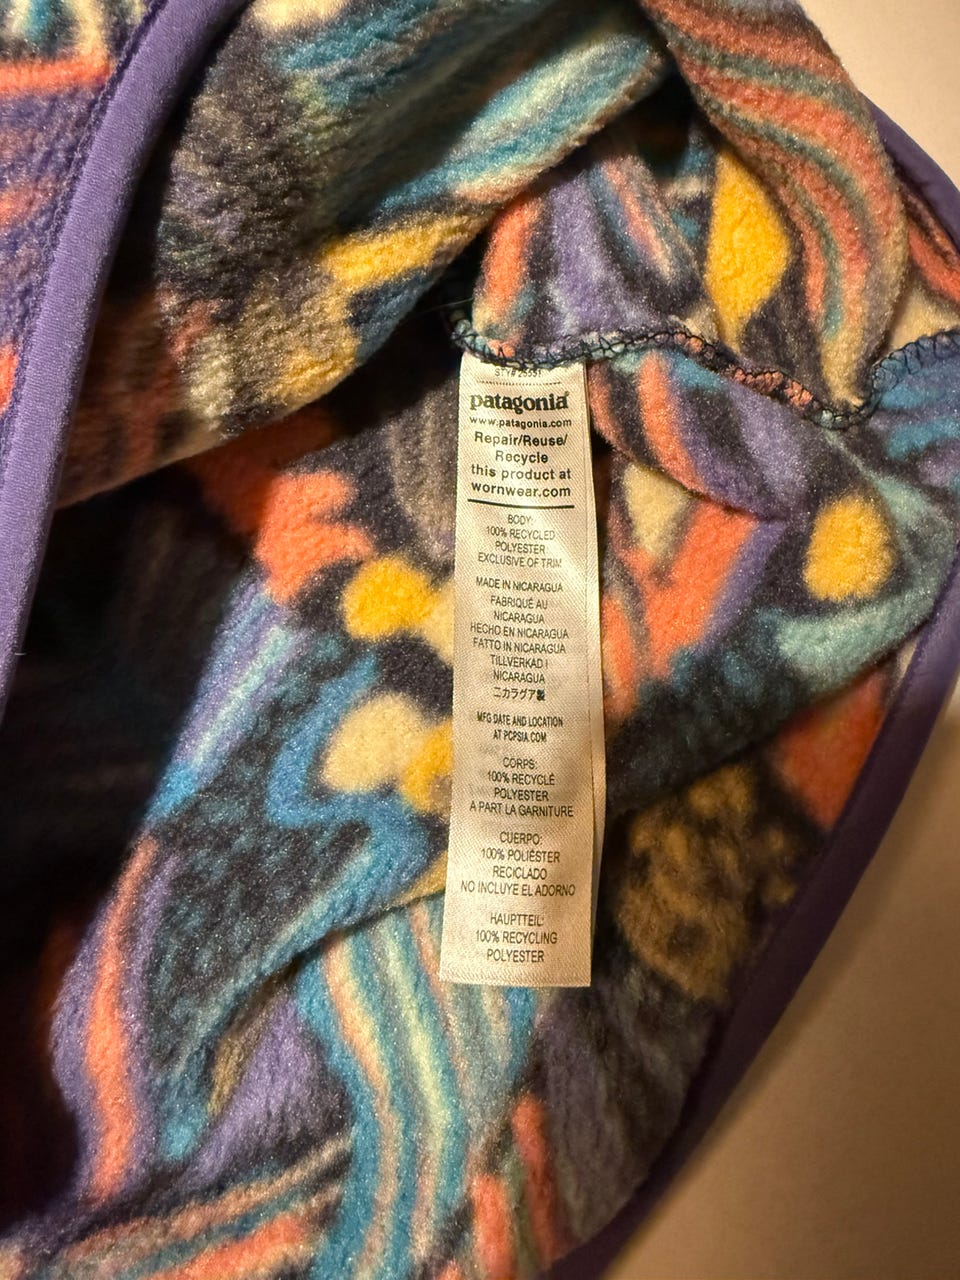 STY# 25551
patagonia®
www.patagonia.com
Repair/Reuse/
Recycle
this product at
wornwear.com
BODY:
100% RECYCLED
POLYESTER
EXCLUSIVE OF TRIM
MADE IN NICARAGUA
FABRIQUÉ AU
NICARAGUA
HECHO EN NICARAGUA
FATTO IN NICARAGUA
TILLVERKAD I
NICARAGUA
ニカラグア製
MFG DATE AND LOCATION
AT PCPSIA.COM
CORPS:
100% RECYCLÉ
POLYESTER
À PART LA GARNITURE
CUERPO:
100% POLIÉSTER
RECICLADO
NO INCLUYE EL ADORNO
HAUPTTEIL:
100% RECYCLING
POLYESTER